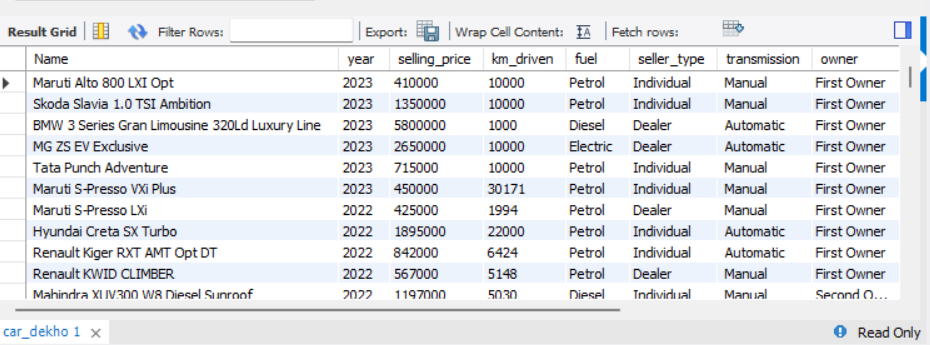 Result Grid Filter Rows: Export: Wrap Cell Content: Fetch rows:
Name year selling_price km_driven fuel seller_type transmission owner
Maruti Alto 800 LXI Opt 2023 410000 10000 Petrol Individual Manual First Owner
Skoda Slavia 1.0 TSI Ambition 2023 1350000 10000 Petrol Individual Manual First Owner
BMW 3 Series Gran Limousine 320Ld Luxury Line 2023 5800000 1000 Diesel Dealer Automatic First Owner
MG ZS EV Exclusive 2023 2650000 10000 Electric Dealer Automatic First Owner
Tata Punch Adventure 2023 715000 10000 Petrol Individual Manual First Owner
Maruti S-Presso VXi Plus 2023 450000 30171 Petrol Individual Manual First Owner
Maruti S-Presso LXi 2022 425000 1994 Petrol Dealer Manual First Owner
Hyundai Creta SX Turbo 2022 1895000 22000 Petrol Individual Automatic First Owner
Renault Kiger RXT AMT Opt DT 2022 842000 6424 Petrol Individual Automatic First Owner
Renault KWID CLIMBER 2022 567000 5148 Petrol Dealer Manual First Owner
Mahindra XUV300 W8 Diesel Sunroof 2022 1197000 5030 Diesel Individual Manual Second O...
car_dekho 1 Read Only